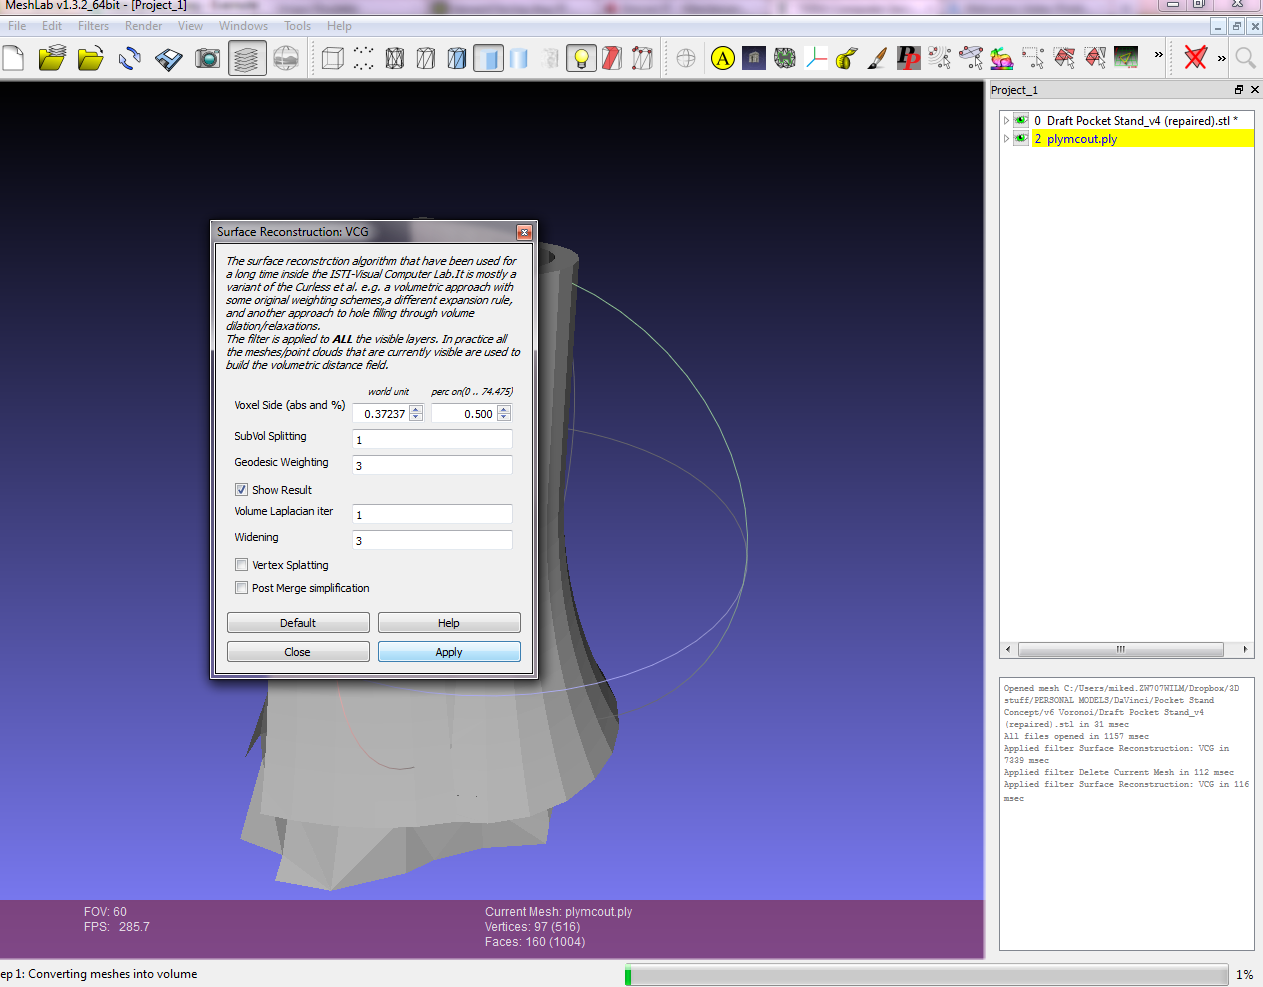 MeshLab v1.3.2_64bit - [Project_1]
File Edit Filters Render View Windows Tools Help
A
PP
»
»
Project_1
0 Draft Pocket Stand_v4 (repaired).stl *
2 plymcout.ply
Surface Reconstruction: VCG
The surface reconstrction algorithm that have been used for
a long time inside the ISTI-Visual Computer Lab.It is mostly a
variant of the Curless et al. e.g. a volumetric approach with
some original weighting schemes,a different expansion rule,
and another approach to hole filling through volume
dilation/relaxations.
The filter is applied to ALL the visible layers. In practice all
the meshes/point clouds that are currently visible are used to
build the volumetric distance field.
world unit perc on(0 .. 74.475)
Voxel Side (abs and %) 0.37237 0.500
SubVol Splitting 1
Geodesic Weighting 3
Show Result
Volume Laplacian iter 1
Widening 3
Vertex Splatting
Post Merge simplification
Default Help
Close Apply
Opened mesh C:/Users/miked.ZW707WILM/Dropbox/3D
stuff/PERSONAL MODELS/DaVinci/Pocket Stand
Concept/v6 Voronoi/Draft Pocket Stand_v4
(repaired).stl in 31 msec
All files opened in 1157 msec
Applied filter Surface Reconstruction: VCG in
7339 msec
Applied filter Delete Current Mesh in 112 msec
Applied filter Surface Reconstruction: VCG in 116
msec
FOV: 60
FPS: 285.7
Current Mesh: plymcout.ply
Vertices: 97 (516)
Faces: 160 (1004)
ep 1: Converting meshes into volume
1%